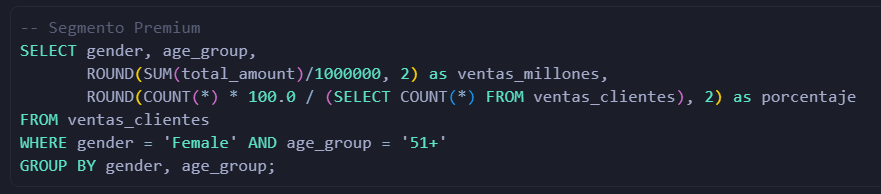 -- Segmento Premium
SELECT gender, age_group,
       ROUND(SUM(total_amount)/1000000, 2) as ventas_millones,
       ROUND(COUNT(*) * 100.0 / (SELECT COUNT(*) FROM ventas_clientes), 2) as porcentaje
FROM ventas_clientes
WHERE gender = 'Female' AND age_group = '51+'
GROUP BY gender, age_group;